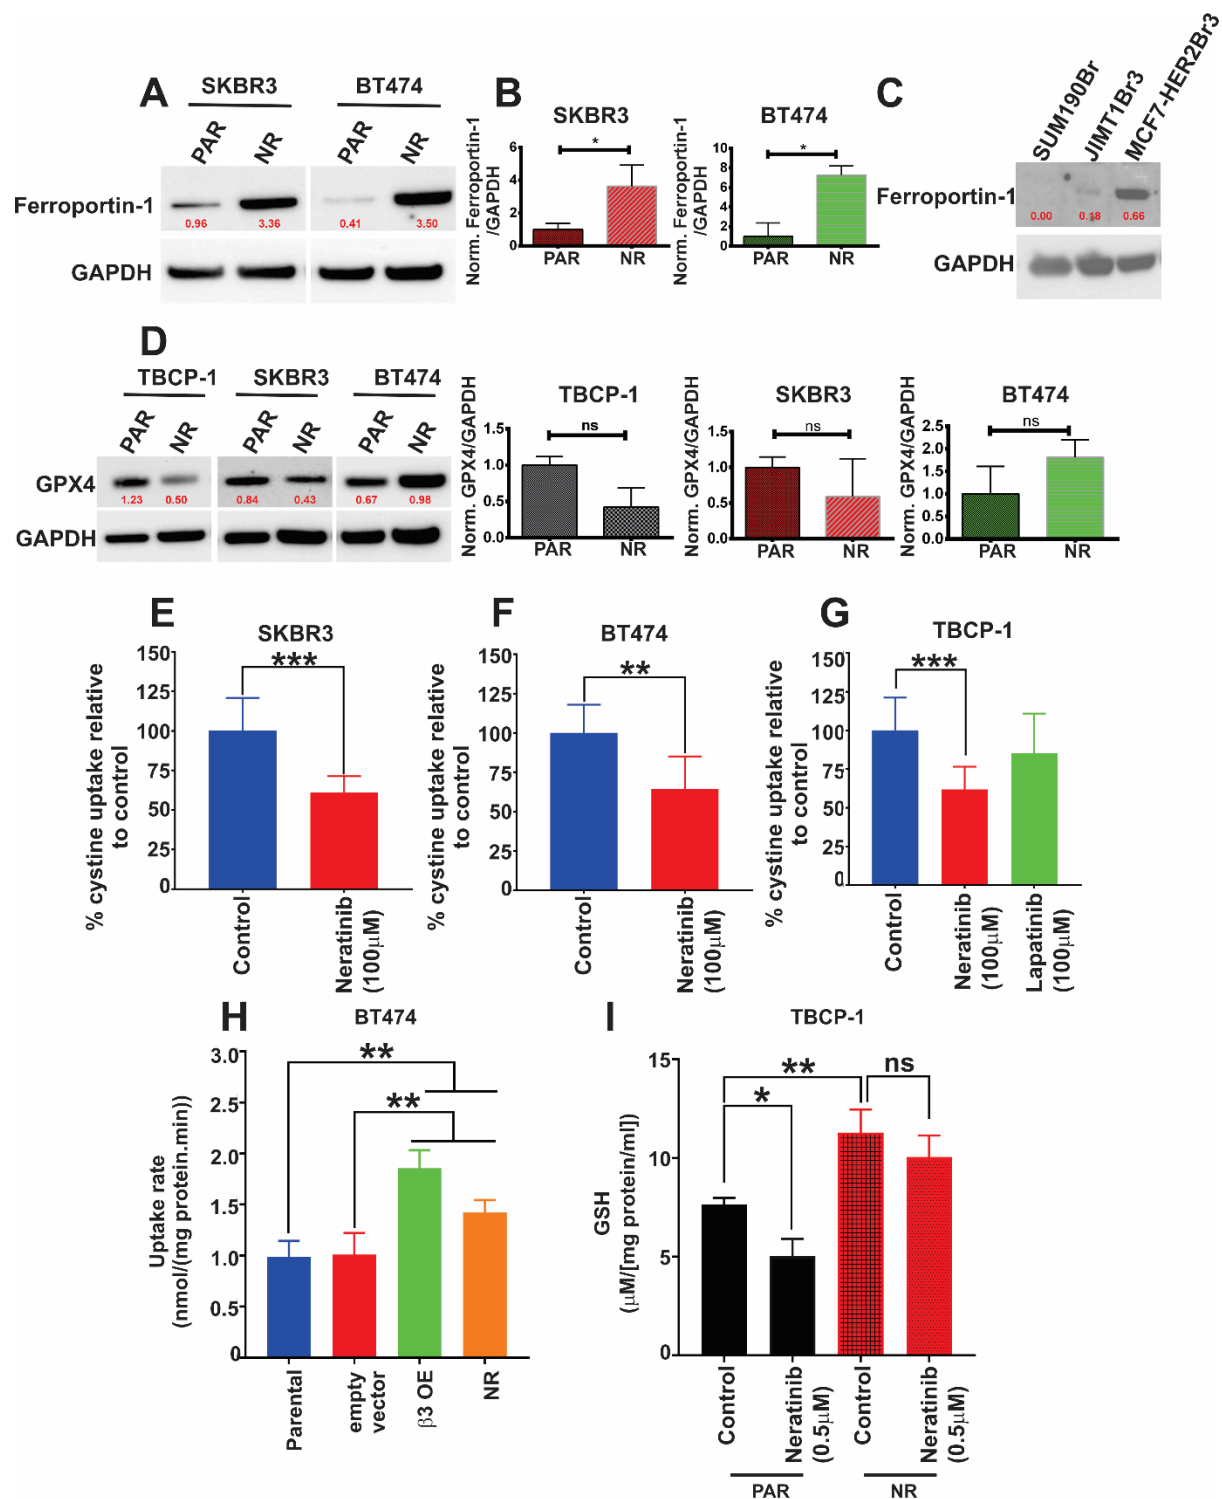 A
SKBR3
BT474
PAR
NR
PAR
NR
Ferroportin-1
0.96
3.36
0.41
3.50
GAPDH
B
SKBR3
Norm. Ferroportin-1
/GAPDH
6
4
2
0
*
PAR
NR
BT474
Norm. Ferroportin-1
/GAPDH
10
8
6
4
2
0
*
PAR
NR
C
SUM190Br
JIMT1Br3
MCF7-HER2Br3
Ferroportin-1
0.00
0.18
0.66
GAPDH
D
TBCP-1
SKBR3
BT474
PAR
NR
PAR
NR
PAR
NR
GPX4
1.23
0.50
0.84
0.43
0.67
0.98
GAPDH
TBCP-1
Norm. GPX4/GAPDH
1.5
1.0
0.5
0.0
ns
PAR
NR
SKBR3
Norm. GPX4/GAPDH
1.5
1.0
0.5
0.0
ns
PAR
NR
BT474
Norm. GPX4/GAPDH
2.5
2.0
1.5
1.0
0.5
0.0
ns
PAR
NR
E
SKBR3
% cystine uptake relative
to control
150
125
100
75
50
25
0
***
Control
Neratinib
(100μM)
F
BT474
% cystine uptake relative
to control
150
125
100
75
50
25
0
**
Control
Neratinib
(100μM)
G
TBCP-1
% cystine uptake relative
to control
150
125
100
75
50
25
0
***
Control
Neratinib
(100μM)
Lapatinib
(100μM)
H
BT474
Uptake rate
(nmol/(mg protein.min))
3.0
2.5
2.0
1.5
1.0
0.5
0
**
**
Parental
empty
vector
β3 OE
NR
I
TBCP-1
GSH
(μM/[mg protein/ml])
15
10
5
0
**
ns
*
Control
Neratinib
(0.5μM)
Control
Neratinib
(0.5μM)
PAR
NR